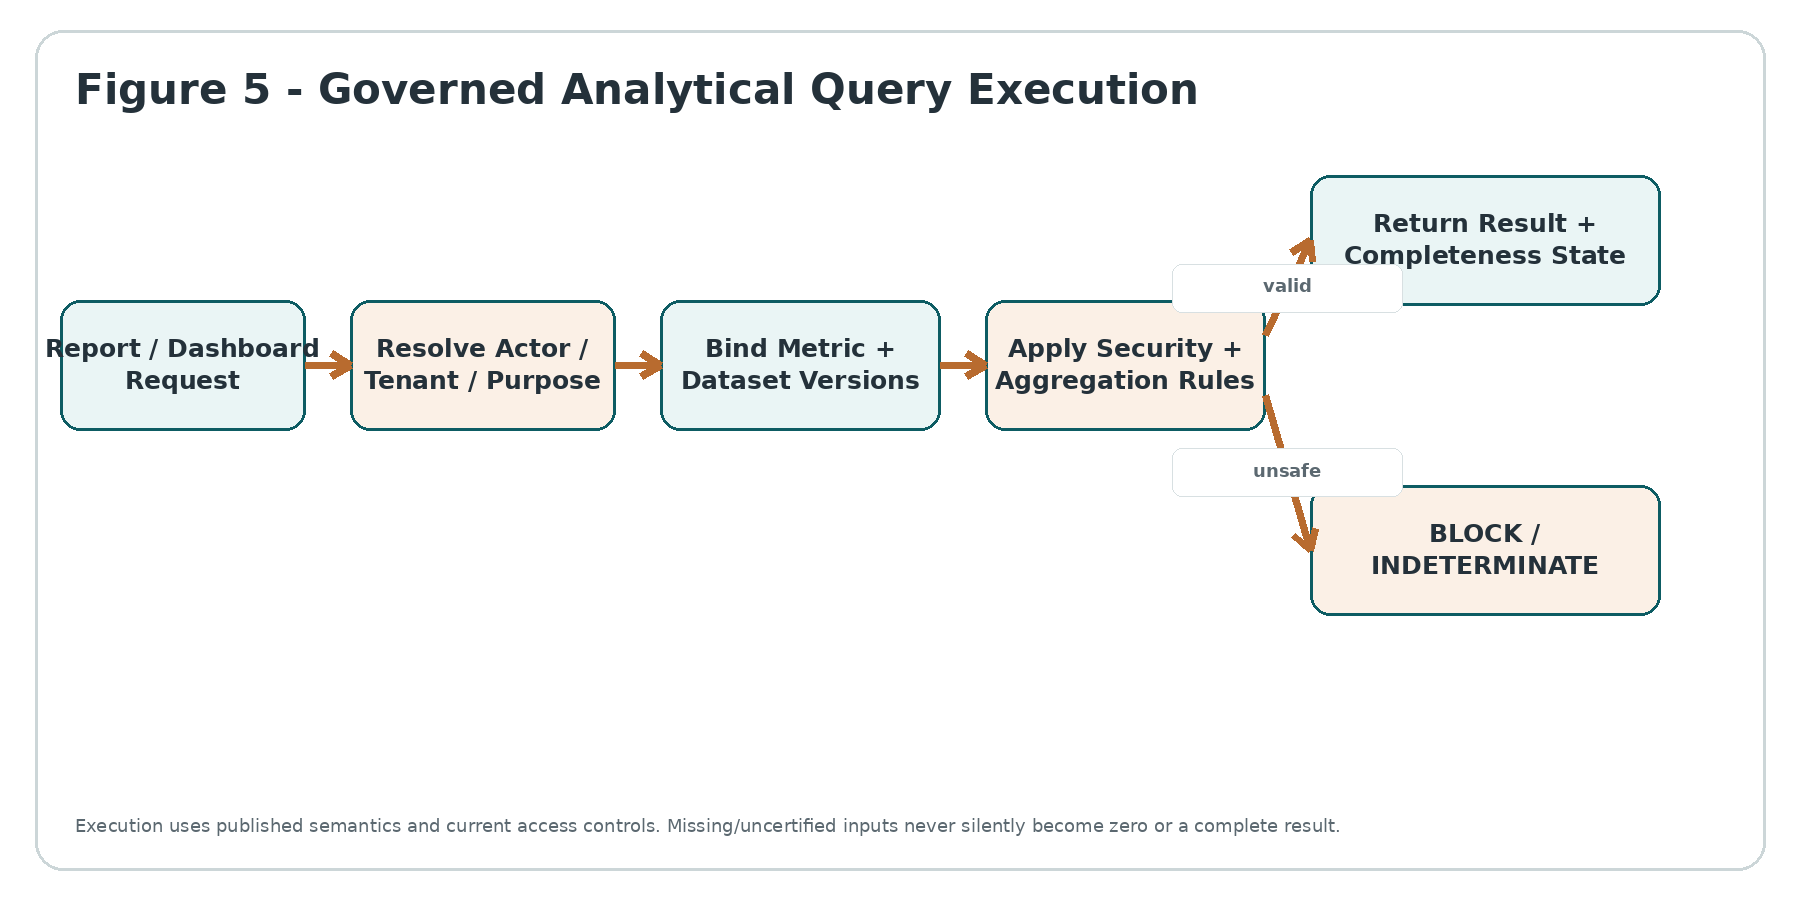 Figure 5 - Governed Analytical Query Execution
Report / Dashboard
Request
Resolve Actor /
Tenant / Purpose
Bind Metric +
Dataset Versions
Apply Security +
Aggregation Rules
valid
Return Result +
Completeness State
unsafe
BLOCK /
INDETERMINATE
Execution uses published semantics and current access controls. Missing/uncertified inputs never silently become zero or a complete result.